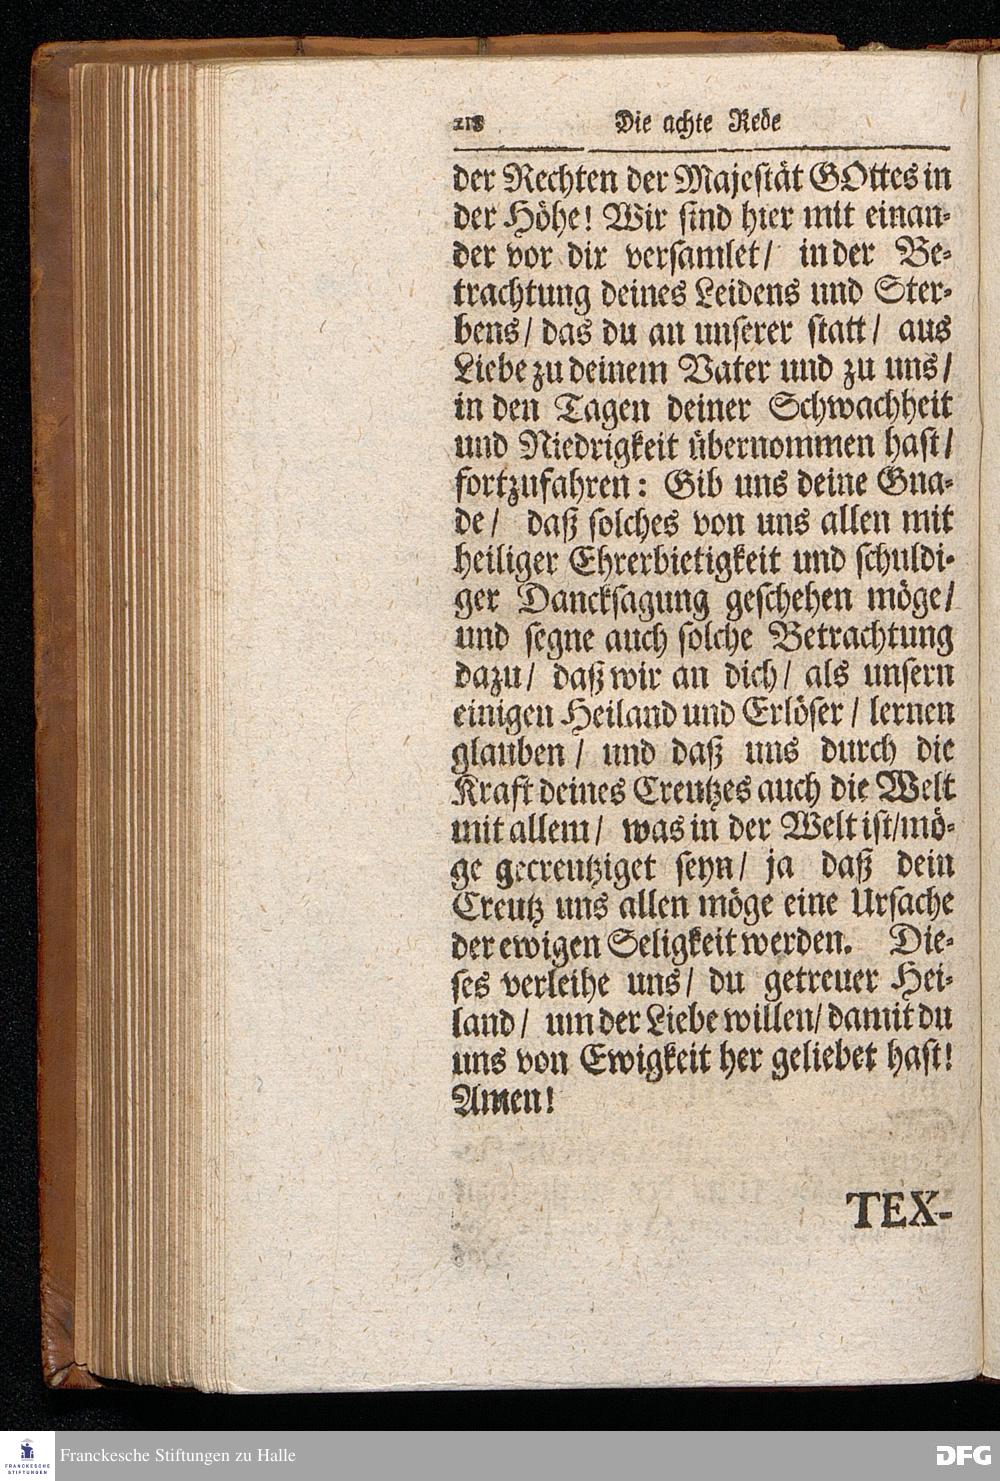 218 Die achte Rede
der Rechten der Majestät GOttes in
der Höhe! Wir sind hier mit einan-
der vor dir versamlet/ in der Be-
trachtung deines Leidens und Ster-
bens/ das du an unserer statt/ aus
Liebe zu deinem Vater und zu uns/
in den Tagen deiner Schwachheit
und Niedrigkeit übernommen hast/
fortzufahren: Gib uns deine Gna-
de/ daß solches von uns allen mit
heiliger Ehrerbietigkeit und schuldi-
ger Dancksagung geschehen möge/
und segne auch solche Betrachtung
dazu/ daß wir an dich/ als unsern
einigen Heiland und Erlöser/ lernen
glauben/ und daß uns durch die
Kraft deines Creutzes auch die Welt
mit allem/ was in der Welt ist/ mö-
ge gecreutziget seyn/ ja daß dein
Creutz uns allen möge eine Ursache
der ewigen Seligkeit werden. Die-
ses verleihe uns/ du getreuer Hei-
land/ um der Liebe willen/ damit du
uns von Ewigkeit her geliebet hast!
Amen!
TEX-
FRANCKESCHE STIFTUNGEN
Franckesche Stiftungen zu Halle
DFG